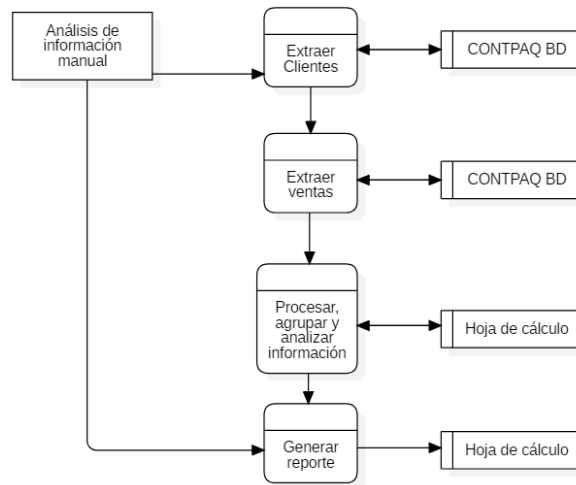 Análisis de
información
manual
Extraer
Clientes
CONTPAQ BD
Extraer
ventas
CONTPAQ BD
Procesar,
agrupar y
analizar
información
Hoja de cálculo
Generar
reporte
Hoja de cálculo